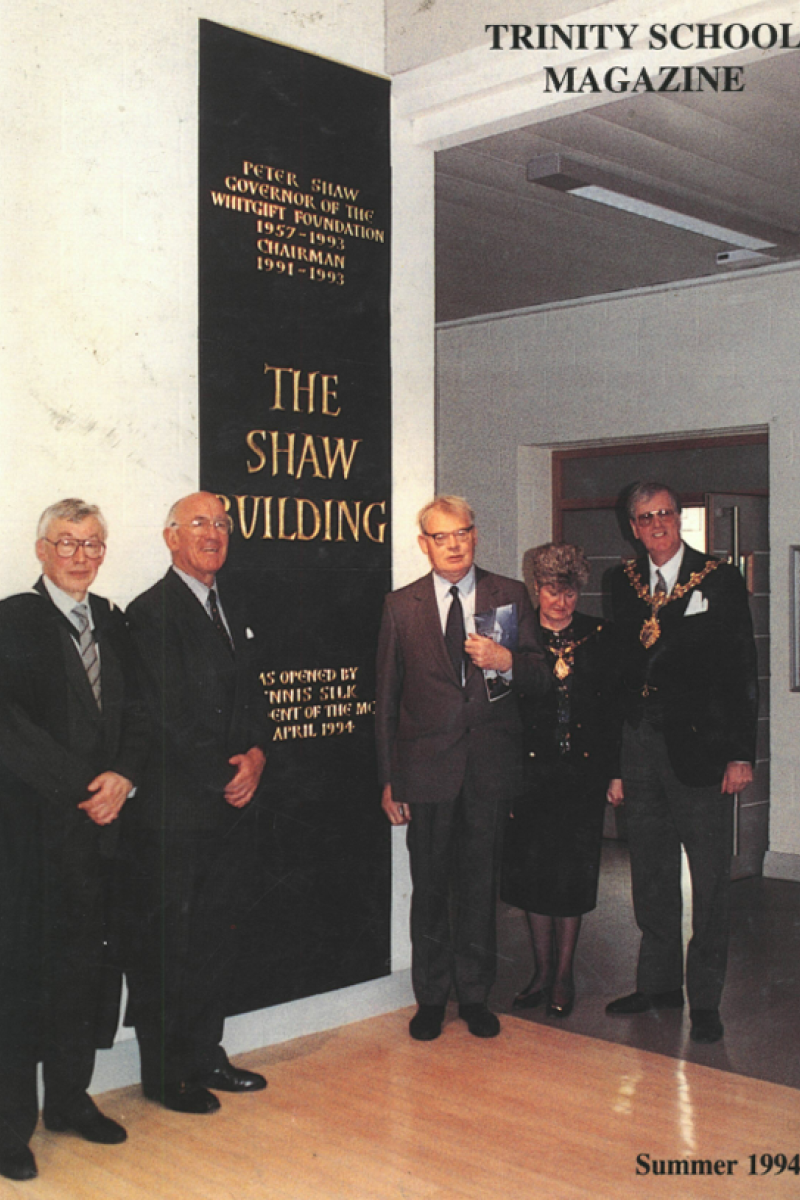 TRINITY SCHOOL
MAGAZINE
PETER SHAW
GOVERNOR OF THE
WHITGIFT FOUNDATION
1957-1993
CHAIRMAN
1991-1993
THE
SHAW
BUILDING
AS OPENED BY
NNIS SILK
ENT OF THE MC
APRIL 1994
Summer 1994